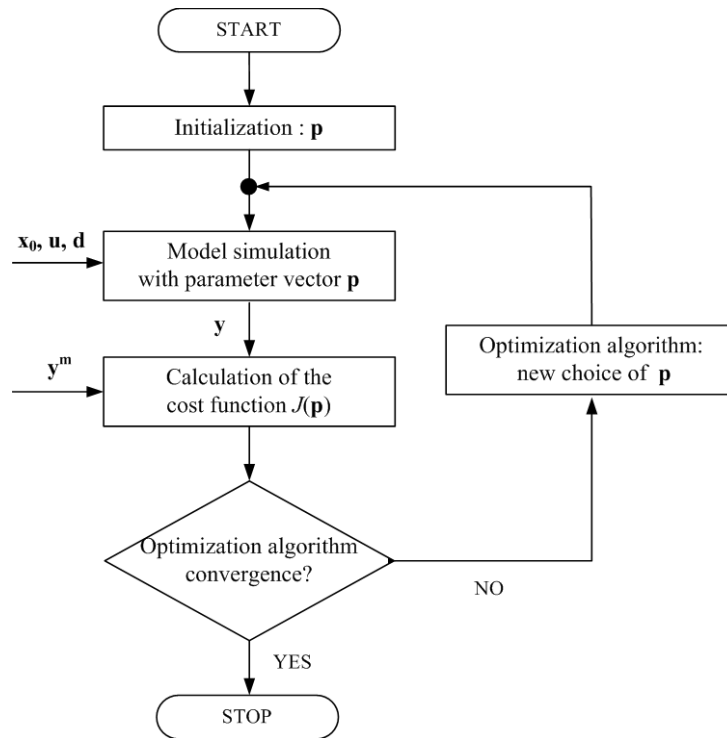 START
Initialization : p
x₀, u, d
Model simulation
with parameter vector p
y
yᵐ
Calculation of the
cost function J(p)
Optimization algorithm:
new choice of p
Optimization algorithm
convergence?
NO
YES
STOP